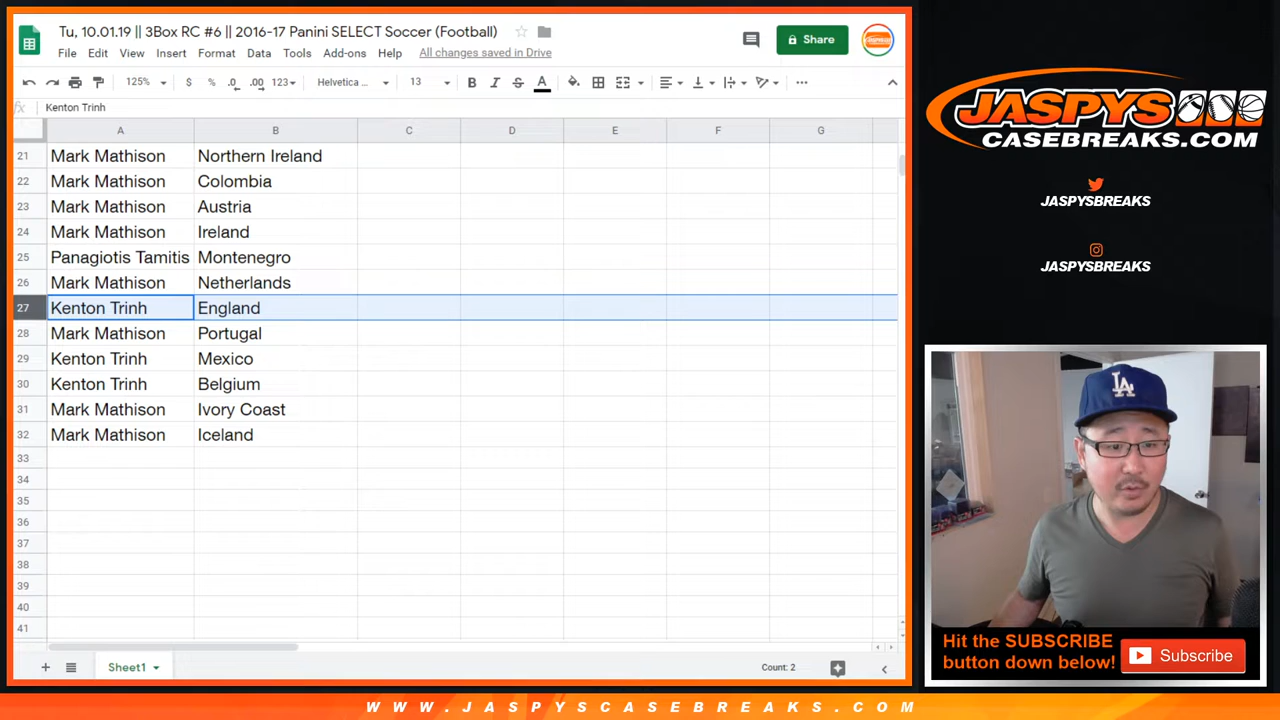 Tu, 10.01.19 || 3Box RC #6 || 2016-17 Panini SELECT Soccer (Football)
File Edit View Insert Format Data Tools Add-ons Help All changes saved in Drive
Share
125% $ % .0 .00 123 Helvetica ... 13 B I S A
fx Kenton Trinh
A B C D E F G
21 Mark Mathison Northern Ireland
22 Mark Mathison Colombia
23 Mark Mathison Austria
24 Mark Mathison Ireland
25 Panagiotis Tamitis Montenegro
26 Mark Mathison Netherlands
27 Kenton Trinh England
28 Mark Mathison Portugal
29 Kenton Trinh Mexico
30 Kenton Trinh Belgium
31 Mark Mathison Ivory Coast
32 Mark Mathison Iceland
33
34
35
36
37
38
39
40
41
Sheet1
Count: 2
JASPYS
CASEBREAKS.COM
JASPYSBREAKS
JASPYSBREAKS
LA
Hit the SUBSCRIBE
button down below!
Subscribe
WWW.JASPYSCASEBREAKS.COM